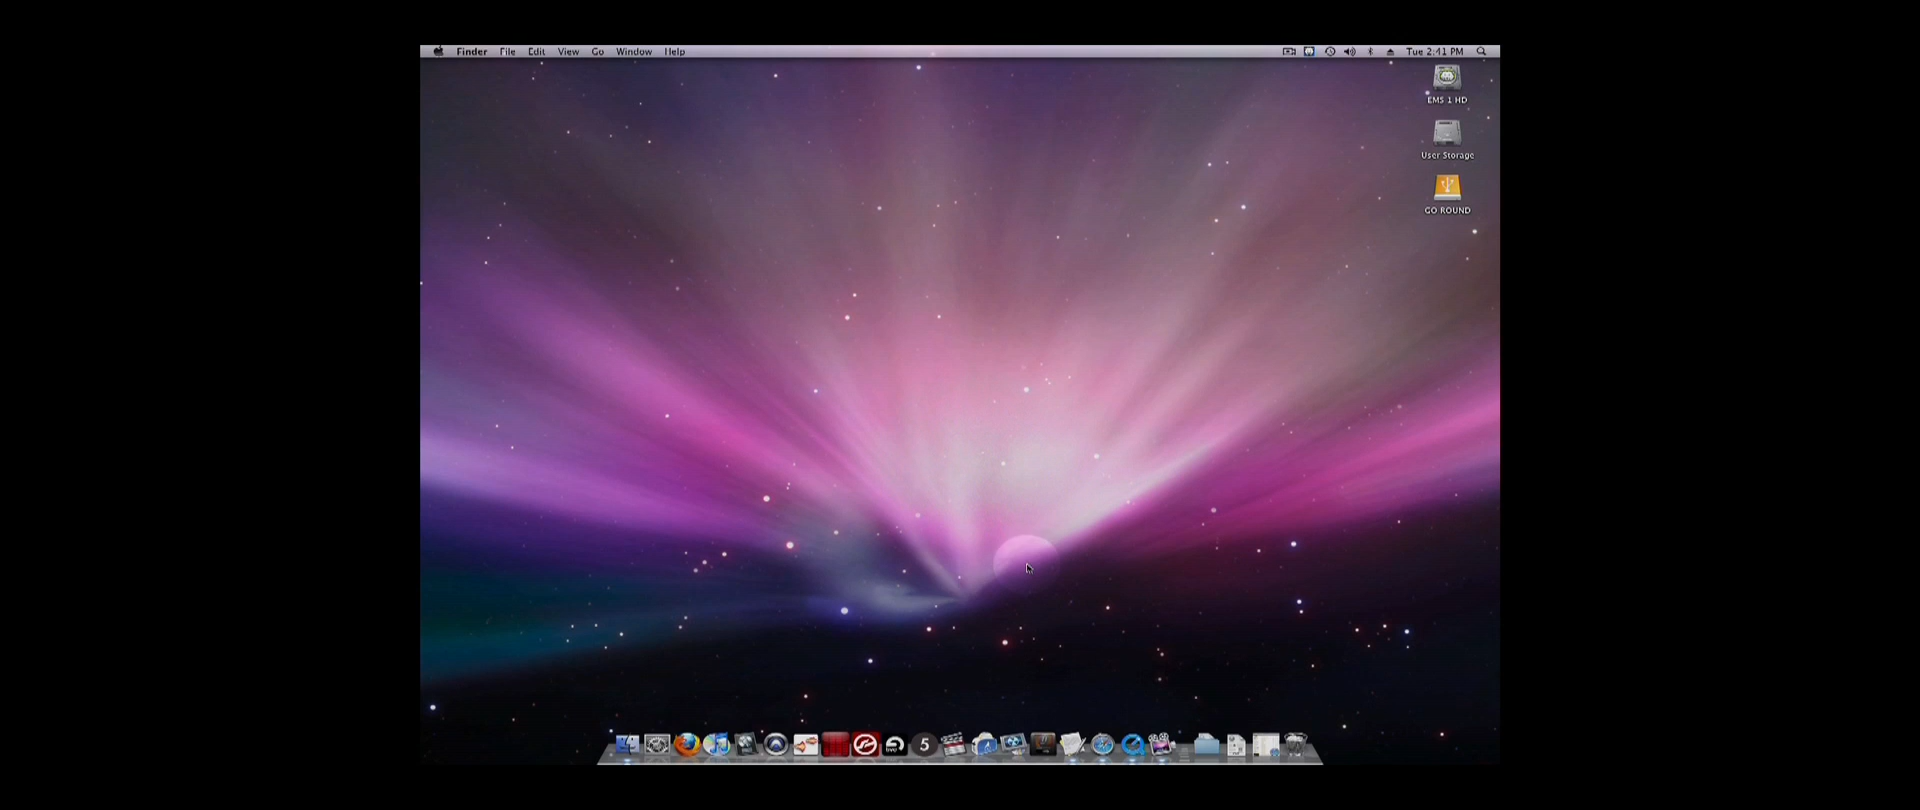 Finder File Edit View Go Window Help Tue 2:41 PM
EMS 1 HD
User Storage
GO ROUND
5